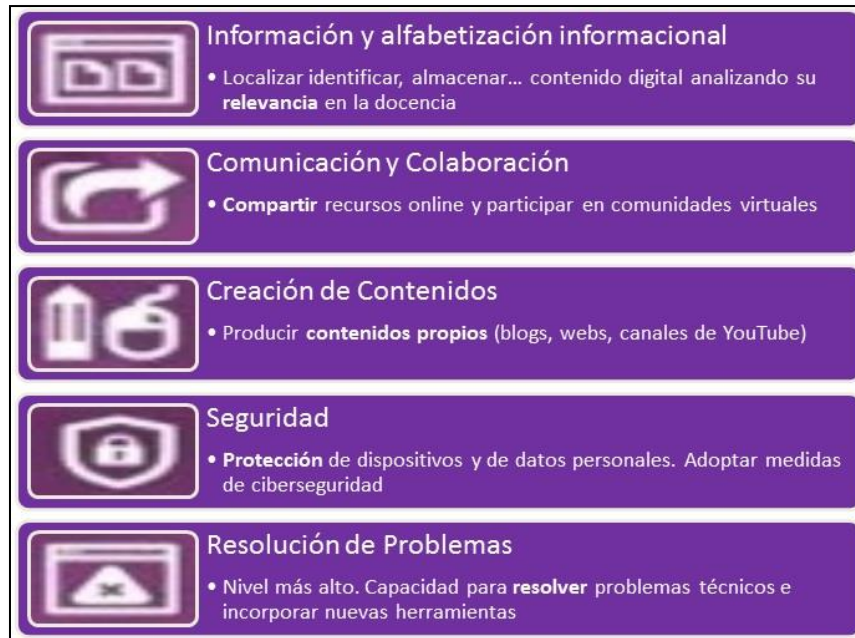 Información y alfabetización informacional
• Localizar identificar, almacenar... contenido digital analizando su
relevancia en la docencia
Comunicación y Colaboración
• Compartir recursos online y participar en comunidades virtuales
Creación de Contenidos
• Producir contenidos propios (blogs, webs, canales de YouTube)
Seguridad
• Protección de dispositivos y de datos personales. Adoptar medidas
de ciberseguridad
Resolución de Problemas
• Nivel más alto. Capacidad para resolver problemas técnicos e
incorporar nuevas herramientas